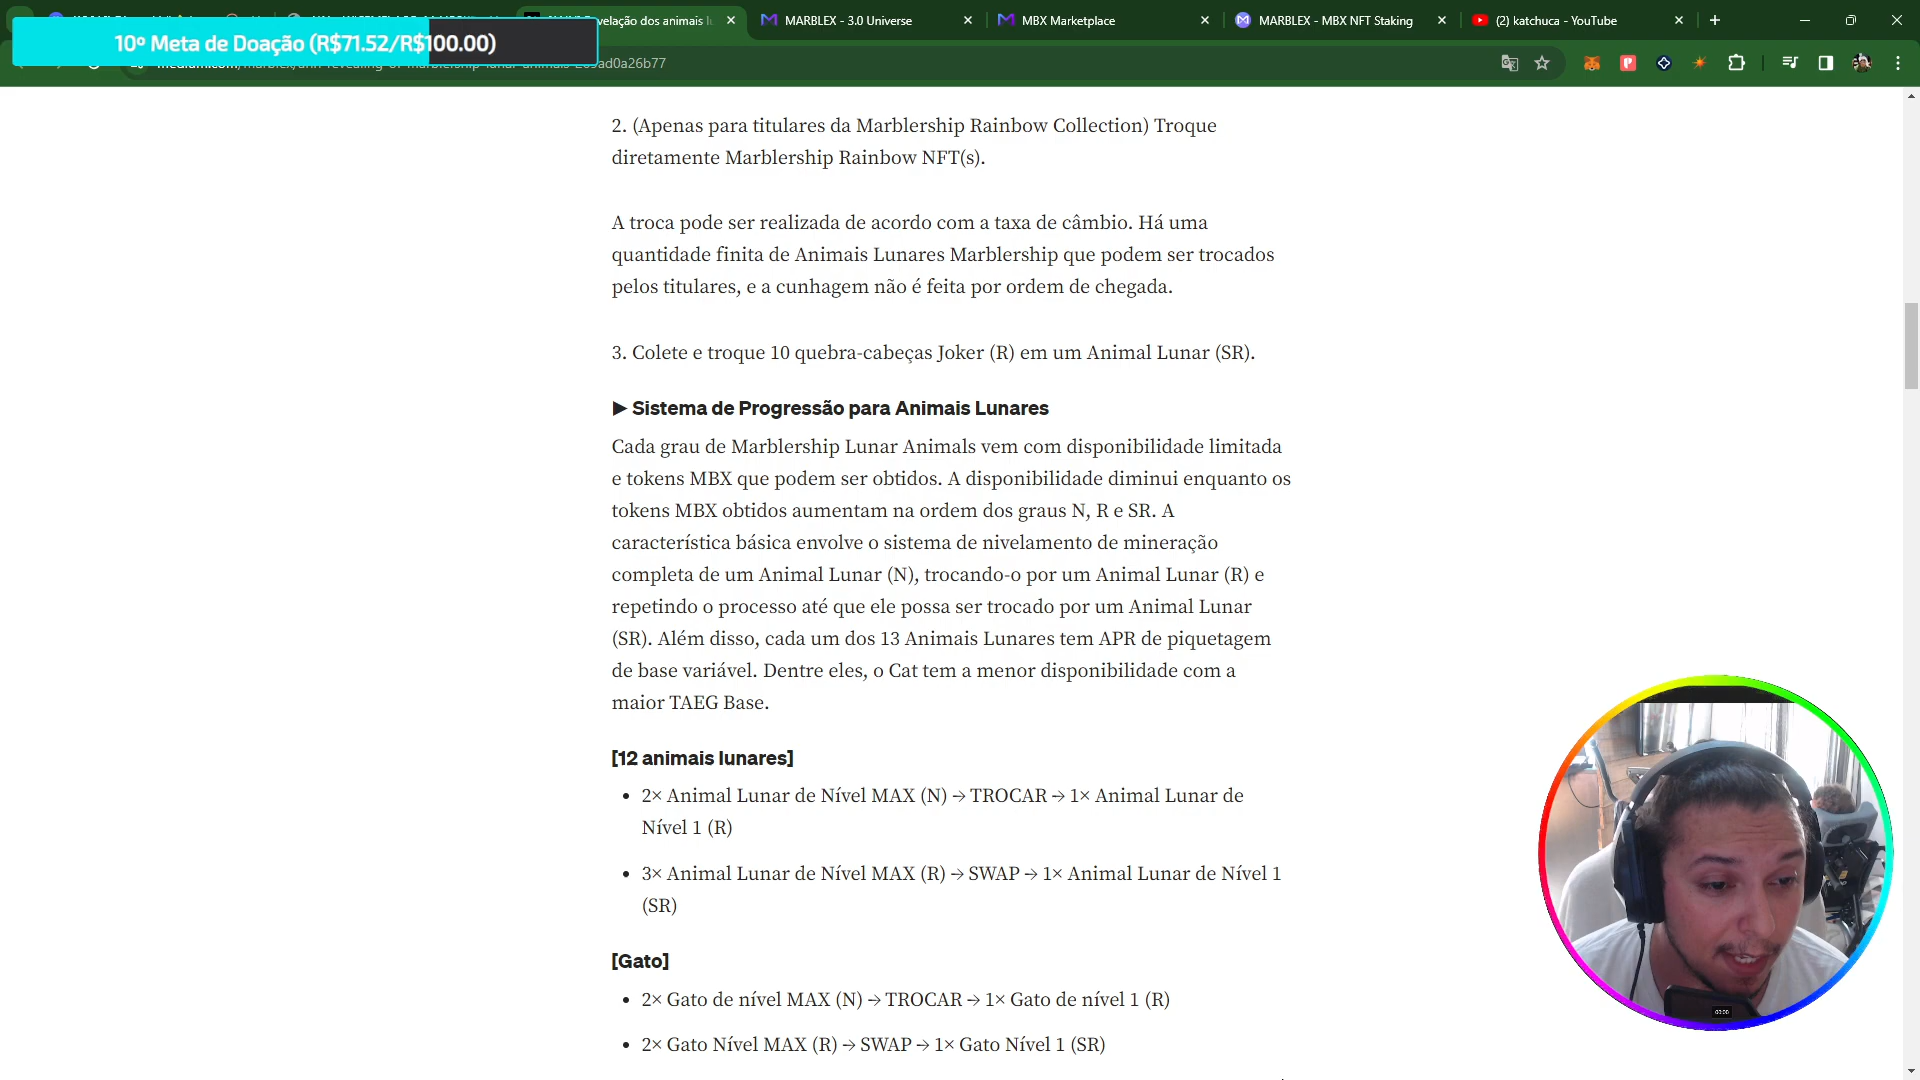 velação dos animais l
MARBLEX - 3.0 Universe
MBX Marketplace
MARBLEX - MBX NFT Staking
(2) katchuca - YouTube
10º Meta de Doação (R$71.52/R$100.00)
2. (Apenas para titulares da Marblership Rainbow Collection) Troque
diretamente Marblership Rainbow NFT(s).
A troca pode ser realizada de acordo com a taxa de câmbio. Há uma
quantidade finita de Animais Lunares Marblership que podem ser trocados
pelos titulares, e a cunhagem não é feita por ordem de chegada.
3. Colete e troque 10 quebra-cabeças Joker (R) em um Animal Lunar (SR).
▶ Sistema de Progressão para Animais Lunares
Cada grau de Marblership Lunar Animals vem com disponibilidade limitada
e tokens MBX que podem ser obtidos. A disponibilidade diminui enquanto os
tokens MBX obtidos aumentam na ordem dos graus N, R e SR. A
característica básica envolve o sistema de nivelamento de mineração
completa de um Animal Lunar (N), trocando-o por um Animal Lunar (R) e
repetindo o processo até que ele possa ser trocado por um Animal Lunar
(SR). Além disso, cada um dos 13 Animais Lunares tem APR de piquetagem
de base variável. Dentre eles, o Cat tem a menor disponibilidade com a
maior TAEG Base.
[12 animais lunares]
• 2× Animal Lunar de Nível MAX (N) → TROCAR → 1× Animal Lunar de
Nível 1 (R)
• 3× Animal Lunar de Nível MAX (R) → SWAP → 1× Animal Lunar de Nível 1
(SR)
[Gato]
• 2× Gato de nível MAX (N) → TROCAR → 1× Gato de nível 1 (R)
• 2× Gato Nível MAX (R) → SWAP → 1× Gato Nível 1 (SR)
00:00